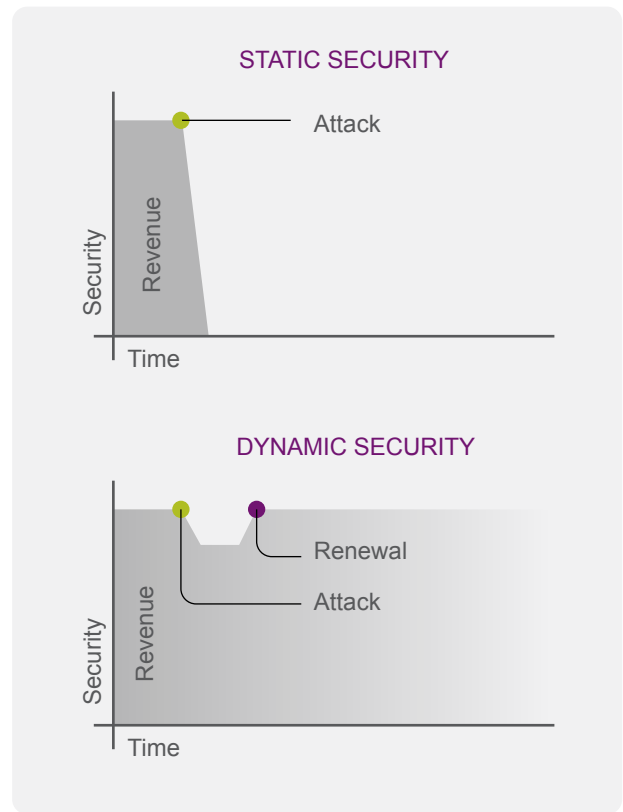 STATIC SECURITY
Attack
Revenue
Security
Time
DYNAMIC SECURITY
Renewal
Attack
Revenue
Security
Time